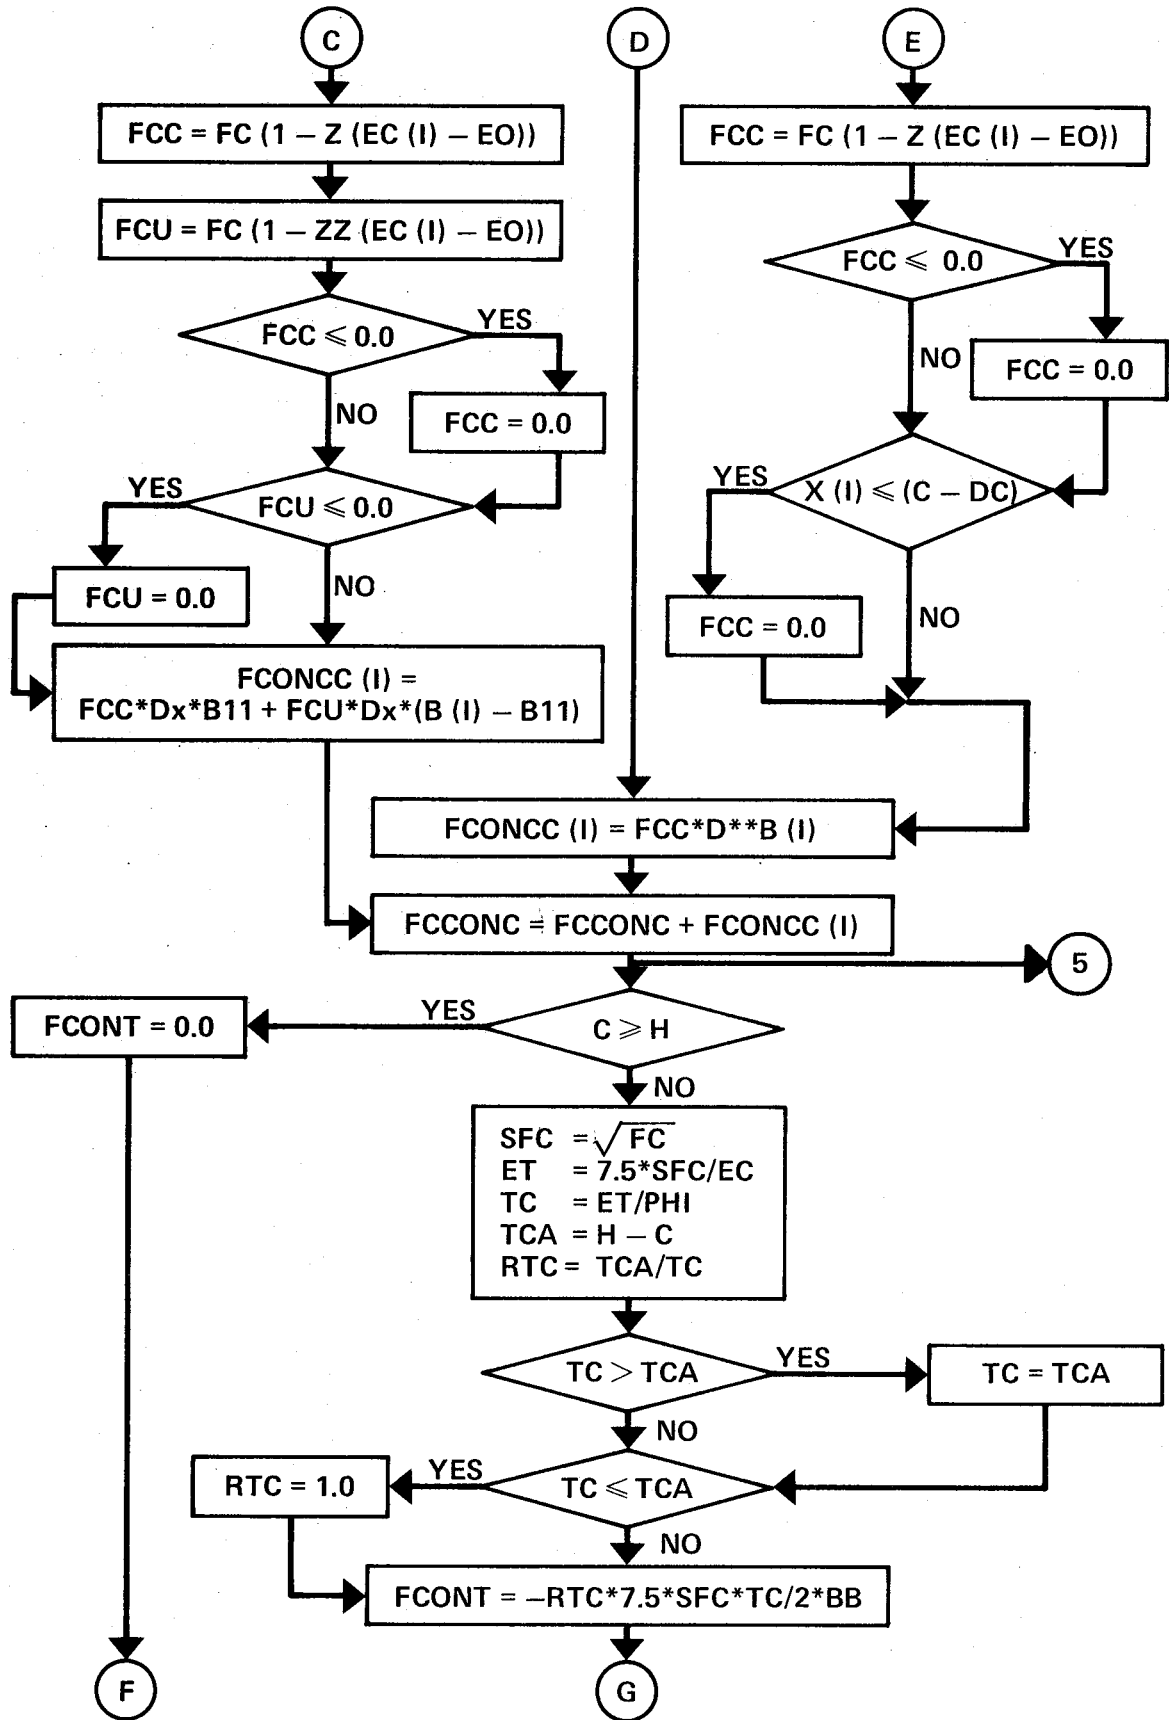 C
D
E
FCC = FC (1 – Z (EC (I) – EO))
FCU = FC (1 – ZZ (EC (I) – EO))
FCC ⩽ 0.0
YES
NO
FCC = 0.0
FCU ⩽ 0.0
YES
NO
FCU = 0.0
FCONCC (I) =
FCC*Dx*B11 + FCU*Dx*(B (I) – B11)
FCC = FC (1 – Z (EC (I) – EO))
FCC ⩽ 0.0
YES
NO
FCC = 0.0
X (I) ⩽ (C – DC)
YES
NO
FCC = 0.0
FCONCC (I) = FCC*D**B (I)
FCCONC = FCCONC + FCONCC (I)
5
C ⩾ H
YES
NO
FCONT = 0.0
SFC = √FC
ET = 7.5*SFC/EC
TC = ET/PHI
TCA = H – C
RTC = TCA/TC
TC > TCA
YES
NO
TC = TCA
TC ⩽ TCA
YES
NO
RTC = 1.0
FCONT = –RTC*7.5*SFC*TC/2*BB
F
G